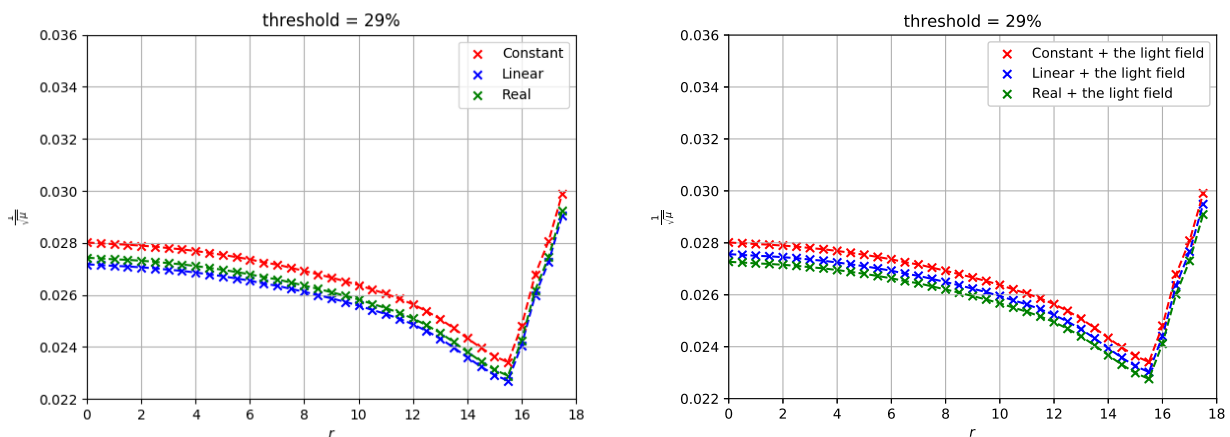 threshold = 29%
0.036
0.034
0.032
0.030
0.028
0.026
0.024
0.022
1/√μ
Constant
Linear
Real
0 2 4 6 8 10 12 14 16 18
r
threshold = 29%
0.036
0.034
0.032
0.030
0.028
0.026
0.024
0.022
1/√μ
Constant + the light field
Linear + the light field
Real + the light field
0 2 4 6 8 10 12 14 16 18
r